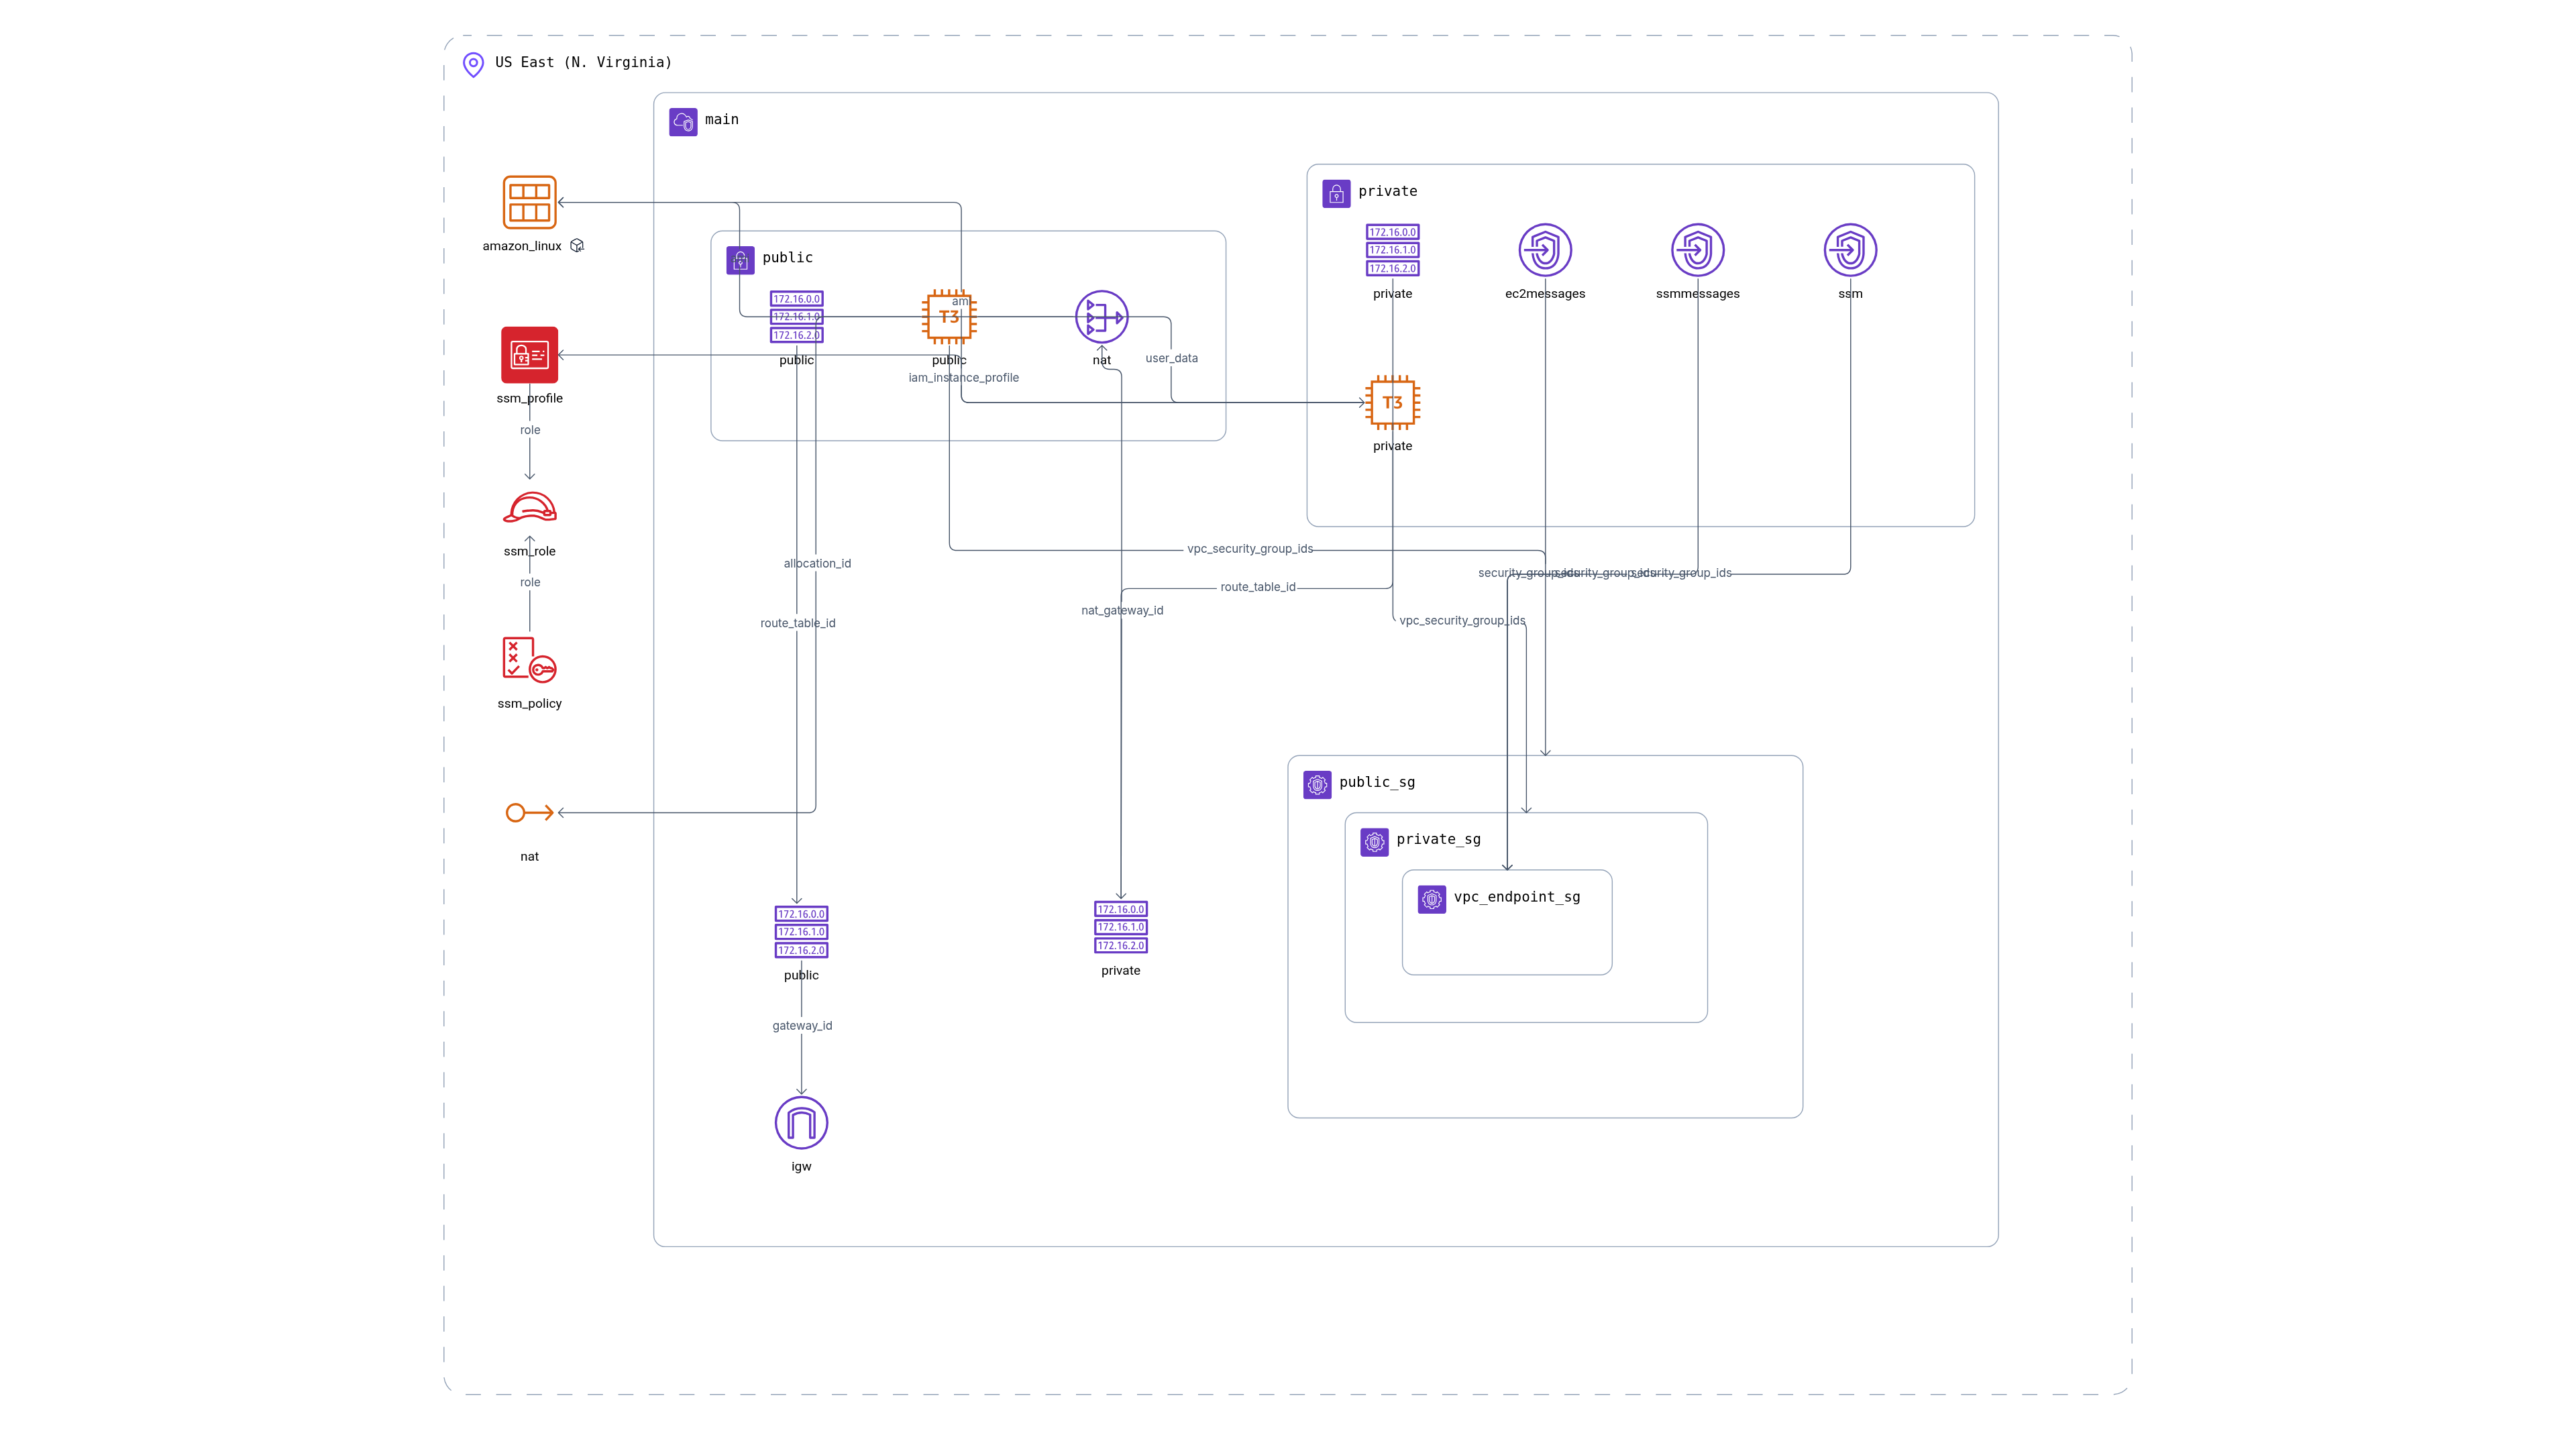 US East (N. Virginia)
main
private
amazon_linux
public
172.16.0.0
172.16.1.0
172.16.2.0
private
ec2messages
ssmmessages
ssm
172.16.0.0
172.16.1.0
172.16.2.0
public
T3
am
public
nat
user_data
iam_instance_profile
T3
private
ssm_profile
role
ssm_role
role
ssm_policy
vpc_security_group_ids
allocation_id
security_group_ids
security_group_ids
security_group_ids
route_table_id
nat_gateway_id
route_table_id
vpc_security_group_ids
nat
public_sg
private_sg
vpc_endpoint_sg
172.16.0.0
172.16.1.0
172.16.2.0
public
172.16.0.0
172.16.1.0
172.16.2.0
private
gateway_id
igw